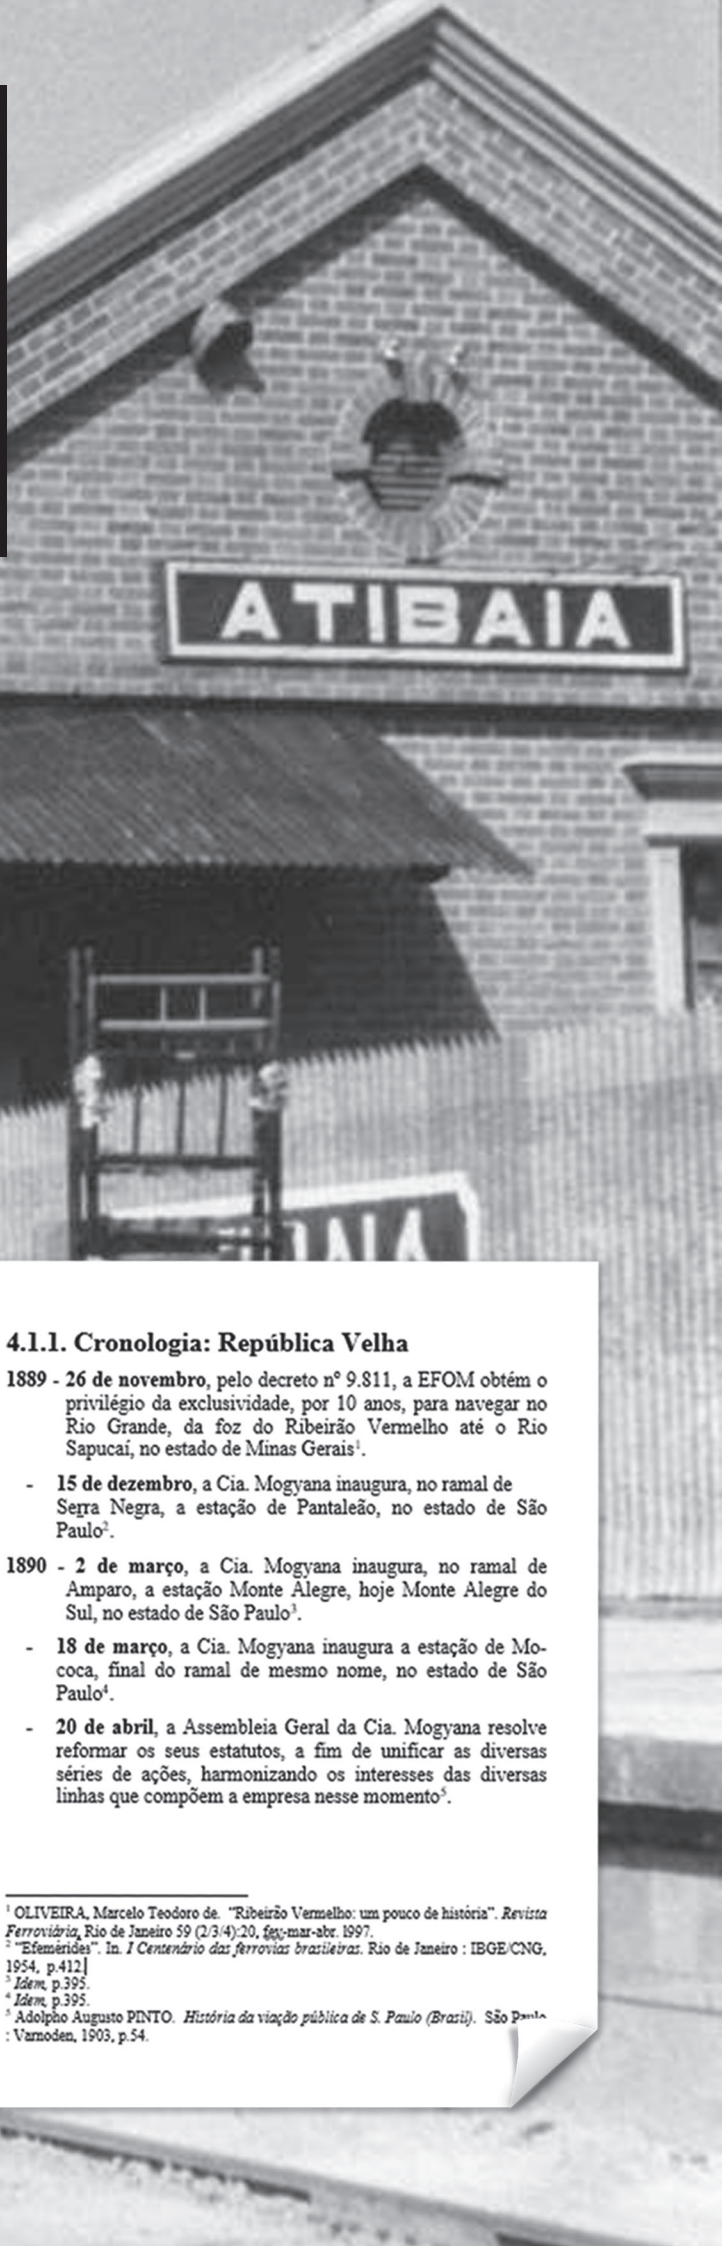 ATIBAIA
4.1.1. Cronologia: República Velha
1889 - 26 de novembro, pelo decreto nº 9.811, a EFOM obtém o
privilégio da exclusividade, por 10 anos, para navegar no
Rio Grande, da foz do Ribeirão Vermelho até o Rio
Sapucaí, no estado de Minas Gerais¹.
- 15 de dezembro, a Cia. Mogyana inaugura, no ramal de
Serra Negra, a estação de Pantaleão, no estado de São
Paulo².
1890 - 2 de março, a Cia. Mogyana inaugura, no ramal de
Amparo, a estação Monte Alegre, hoje Monte Alegre do
Sul, no estado de São Paulo³.
- 18 de março, a Cia. Mogyana inaugura a estação de Mo-
coca, final do ramal de mesmo nome, no estado de São
Paulo⁴.
- 20 de abril, a Assembleia Geral da Cia. Mogyana resolve
reformar os seus estatutos, a fim de unificar as diversas
séries de ações, harmonizando os interesses das diversas
linhas que compõem a empresa nesse momento⁵.
¹ OLIVEIRA, Marcelo Teodoro de. "Ribeirão Vermelho: um pouco de história". Revista
Ferroviária, Rio de Janeiro 59 (2/3/4):20, fev-mar-abr. 1997.
² "Efemérides". In. I Centenário das ferrovias brasileiras. Rio de Janeiro : IBGE/CNG,
1954, p.412
³ Idem, p.395.
⁴ Idem, p.395.
⁵ Adolpho Augusto PINTO. História da viação pública de S. Paulo (Brasil). São Paulo
: Vanorden, 1903, p.54.